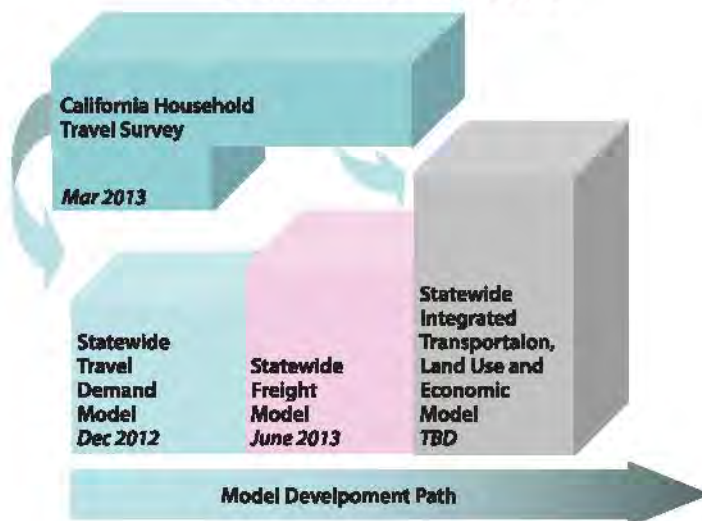 California Household
Travel Survey
Mar 2013
Statewide
Travel
Demand
Model
Dec 2012
Statewide
Freight
Model
June 2013
Statewide
Integrated
Transportaion,
Land Use and
Economic
Model
TBD
Model Develpoment Path